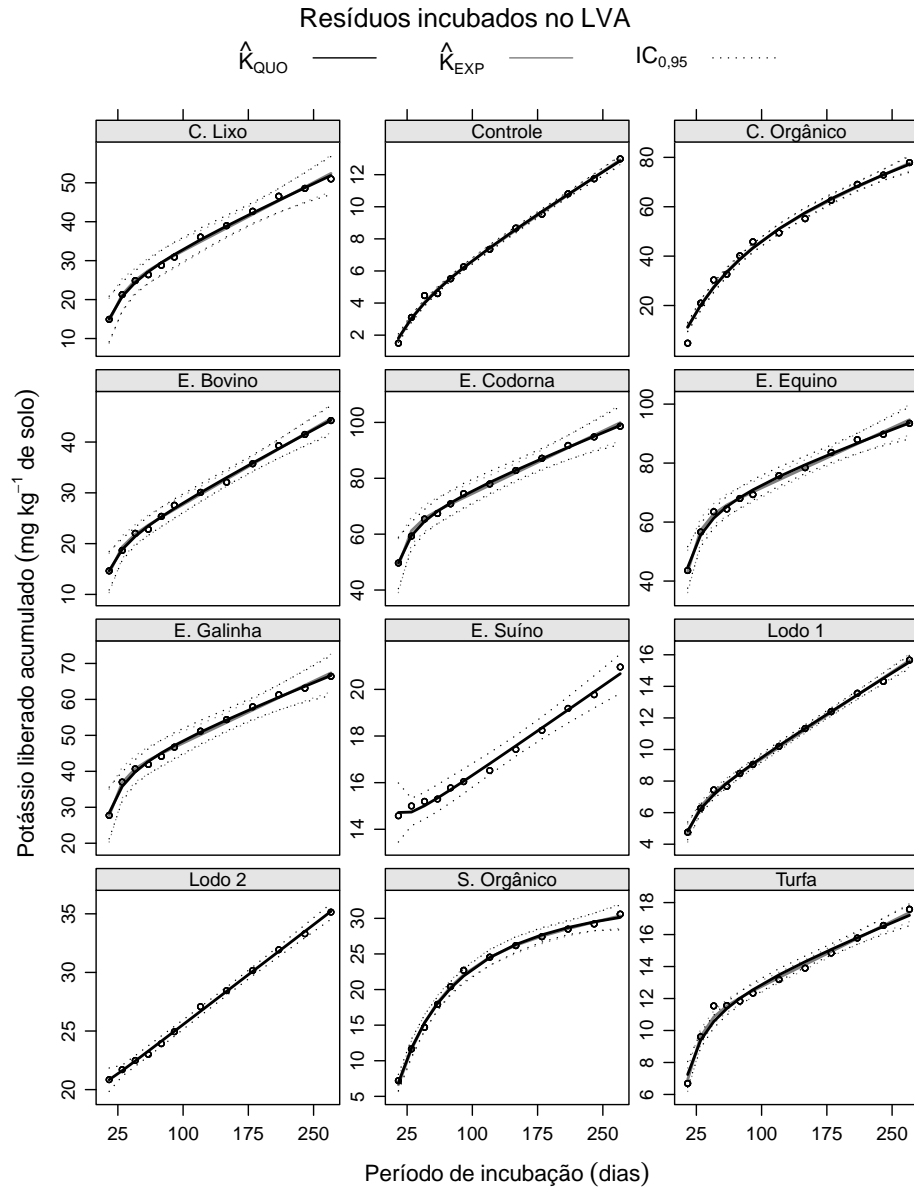 Resíduos incubados no LVA
K̂QUO K̂EXP IC0,95
C. Lixo Controle C. Orgânico
10 20 30 40 50
2 4 6 8 10 12
20 40 60 80
E. Bovino E. Codorna E. Equino
10 20 30 40
40 60 80 100
40 60 80 100
E. Galinha E. Suíno Lodo 1
20 30 40 50 60 70
14 16 18 20
4 6 8 10 12 14 16
Lodo 2 S. Orgânico Turfa
20 25 30 35
5 10 15 20 25 30
6 8 10 12 14 16 18
25 100 175 250 25 100 175 250 25 100 175 250
Potássio liberado acumulado (mg kg⁻¹ de solo)
Período de incubação (dias)